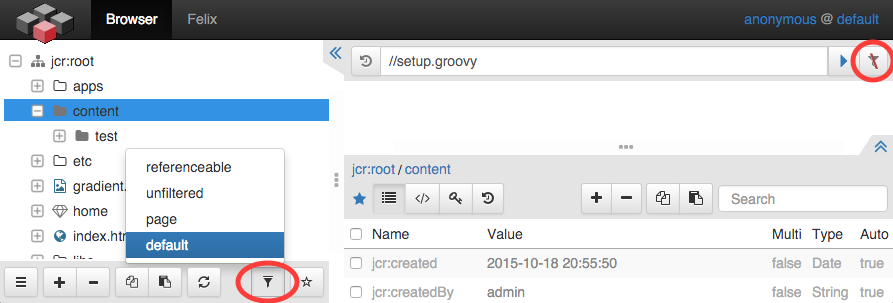 Browser Felix anonymous @ default
jcr:root
apps
content
test
etc
gradient.
home
index.htm
libs
referenceable
unfiltered
page
default
//setup.groovy
jcr:root / content
Search
Name Value Multi Type Auto
jcr:created 2015-10-18 20:55:50 false Date true
jcr:createdBy admin false String true